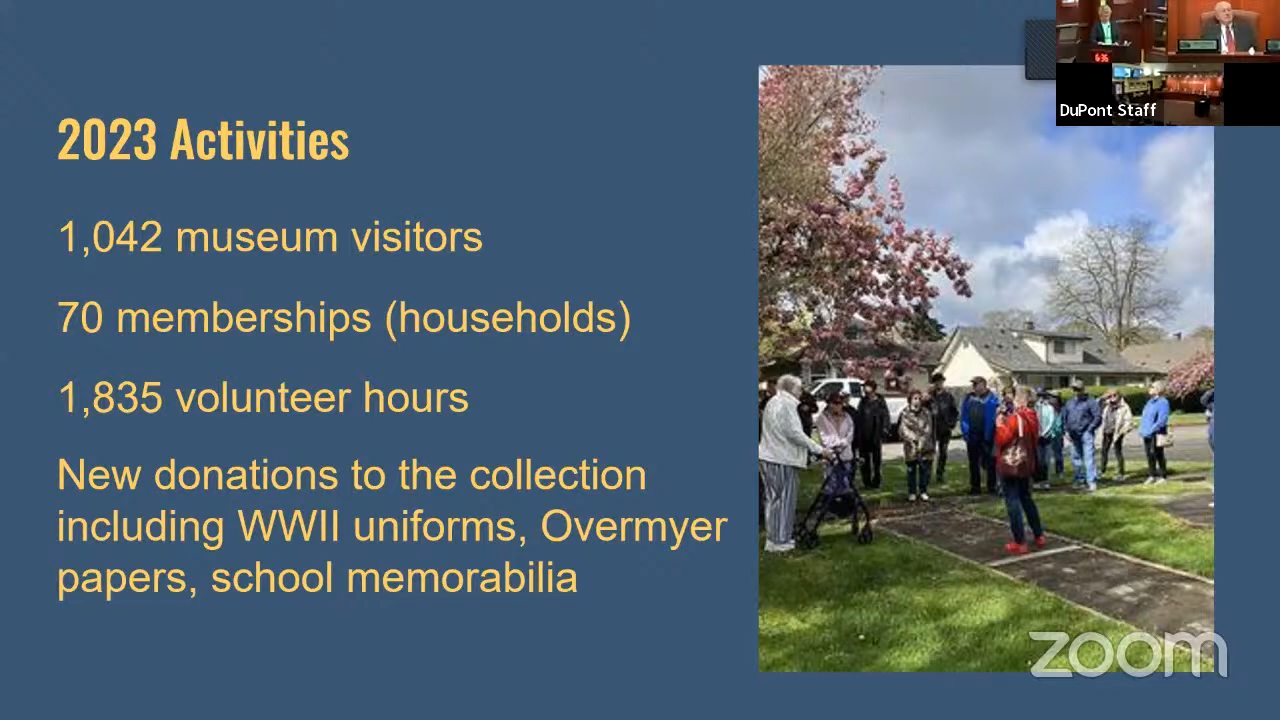 2023 Activities
1,042 museum visitors
70 memberships (households)
1,835 volunteer hours
New donations to the collection
including WWII uniforms, Overmyer
papers, school memorabilia
DuPont Staff
zoom